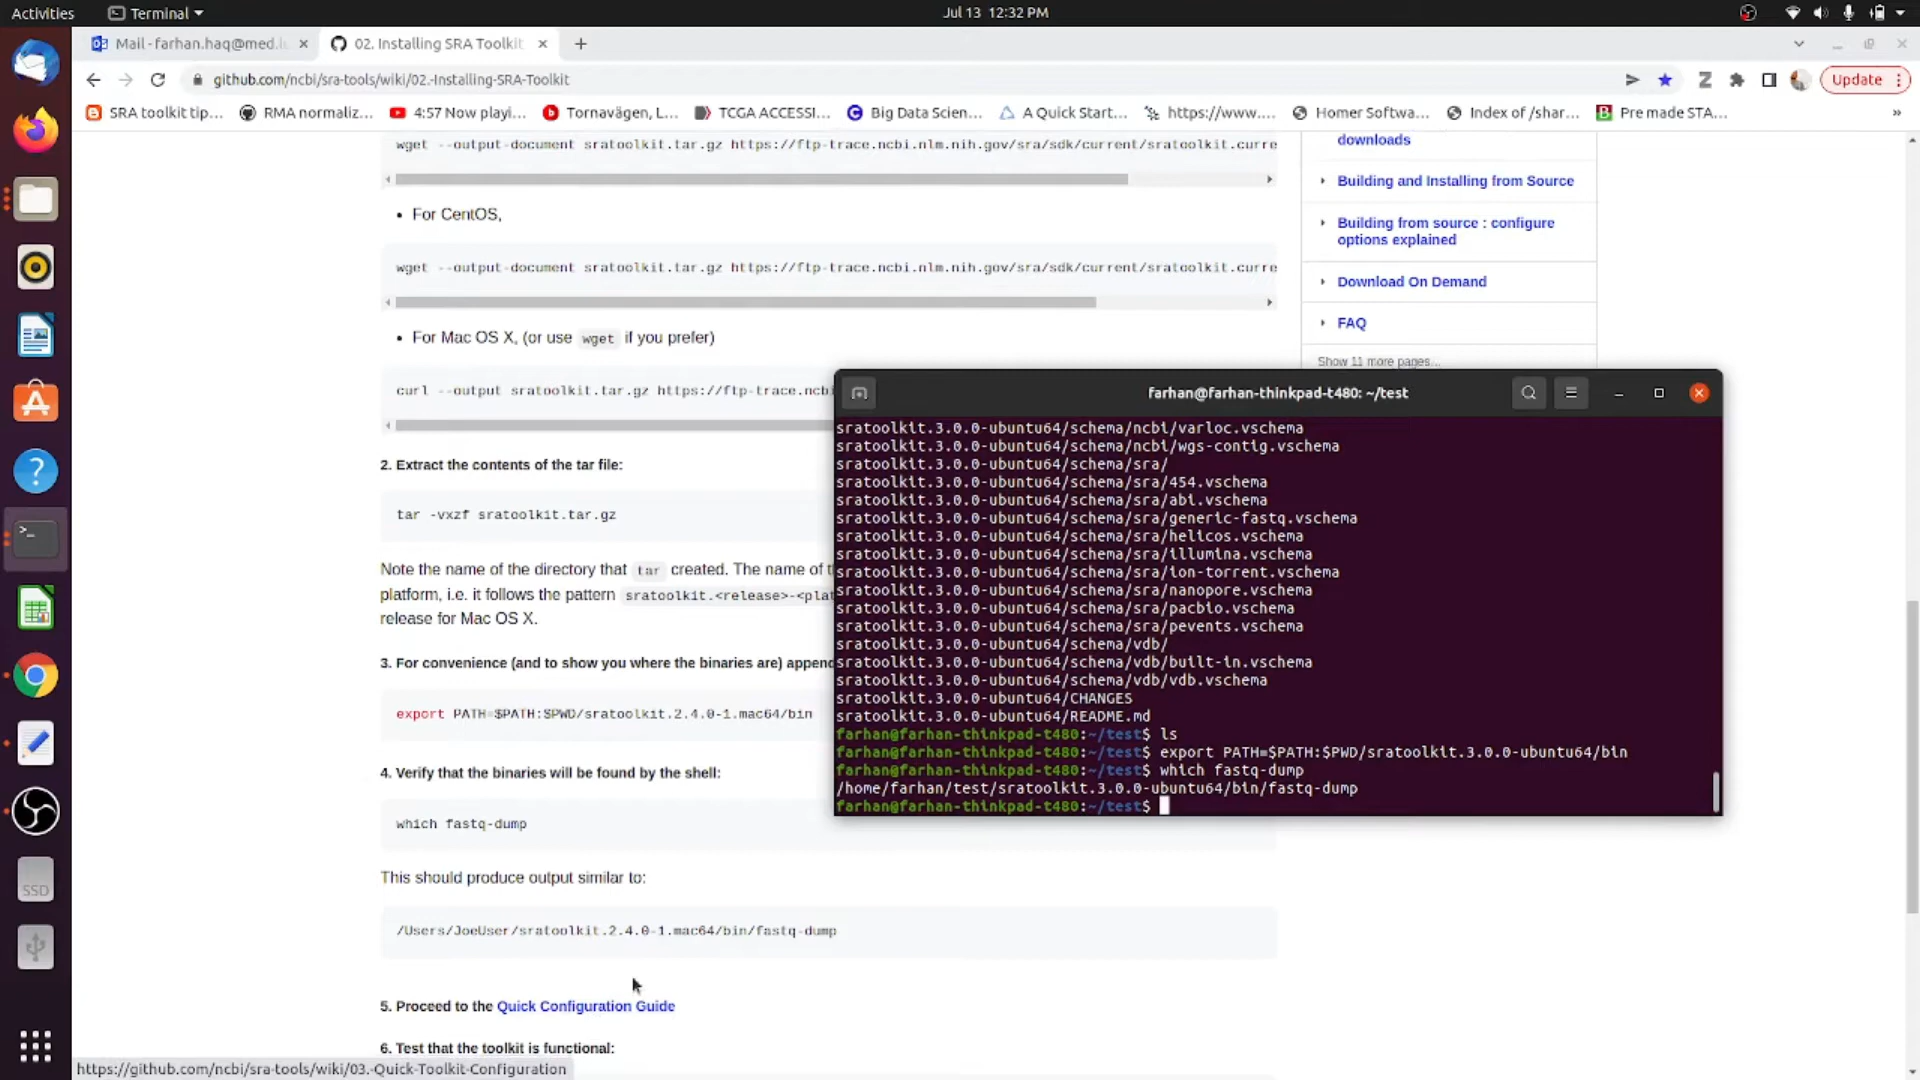 Activities
Terminal
Jul 13 12:32 PM
Mail - farhan.haq@med.l
02. Installing SRA Toolkit
github.com/ncbi/sra-tools/wiki/02.-Installing-SRA-Toolkit
Update
SRA toolkit tip...
RMA normaliz...
4:57 Now playi...
Tornavägen, L...
TCGA ACCESSI...
Big Data Scien...
A Quick Start...
https://www....
Homer Softwa...
Index of /shar...
Pre made STA...
»
wget --output-document sratoolkit.tar.gz https://ftp-trace.ncbi.nlm.nih.gov/sra/sdk/current/sratoolkit.curre
• For CentOS,
wget --output-document sratoolkit.tar.gz https://ftp-trace.ncbi.nlm.nih.gov/sra/sdk/current/sratoolkit.curre
• For Mac OS X, (or use wget if you prefer)
curl --output sratoolkit.tar.gz https://ftp-trace.ncbi
2. Extract the contents of the tar file:
tar -vxzf sratoolkit.tar.gz
Note the name of the directory that tar created. The name of t
platform, i.e. it follows the pattern sratoolkit.<release>-<plat
release for Mac OS X.
3. For convenience (and to show you where the binaries are) append
export PATH=$PATH:$PWD/sratoolkit.2.4.0-1.mac64/bin
4. Verify that the binaries will be found by the shell:
which fastq-dump
This should produce output similar to:
/Users/JoeUser/sratoolkit.2.4.0-1.mac64/bin/fastq-dump
5. Proceed to the Quick Configuration Guide
6. Test that the toolkit is functional:
https://github.com/ncbi/sra-tools/wiki/03.-Quick-Toolkit-Configuration
downloads
Building and Installing from Source
Building from source : configure
options explained
Download On Demand
FAQ
Show 11 more pages...
farhan@farhan-thinkpad-t480: ~/test
sratoolkit.3.0.0-ubuntu64/schema/ncbi/varloc.vschema
sratoolkit.3.0.0-ubuntu64/schema/ncbi/wgs-contig.vschema
sratoolkit.3.0.0-ubuntu64/schema/sra/
sratoolkit.3.0.0-ubuntu64/schema/sra/454.vschema
sratoolkit.3.0.0-ubuntu64/schema/sra/abi.vschema
sratoolkit.3.0.0-ubuntu64/schema/sra/generic-fastq.vschema
sratoolkit.3.0.0-ubuntu64/schema/sra/helicos.vschema
sratoolkit.3.0.0-ubuntu64/schema/sra/illumina.vschema
sratoolkit.3.0.0-ubuntu64/schema/sra/ion-torrent.vschema
sratoolkit.3.0.0-ubuntu64/schema/sra/nanopore.vschema
sratoolkit.3.0.0-ubuntu64/schema/sra/pacbio.vschema
sratoolkit.3.0.0-ubuntu64/schema/sra/pevents.vschema
sratoolkit.3.0.0-ubuntu64/schema/vdb/
sratoolkit.3.0.0-ubuntu64/schema/vdb/built-in.vschema
sratoolkit.3.0.0-ubuntu64/schema/vdb/vdb.vschema
sratoolkit.3.0.0-ubuntu64/CHANGES
sratoolkit.3.0.0-ubuntu64/README.md
farhan@farhan-thinkpad-t480:~/test$ ls
farhan@farhan-thinkpad-t480:~/test$ export PATH=$PATH:$PWD/sratoolkit.3.0.0-ubuntu64/bin
farhan@farhan-thinkpad-t480:~/test$ which fastq-dump
/home/farhan/test/sratoolkit.3.0.0-ubuntu64/bin/fastq-dump
farhan@farhan-thinkpad-t480:~/test$
SSD